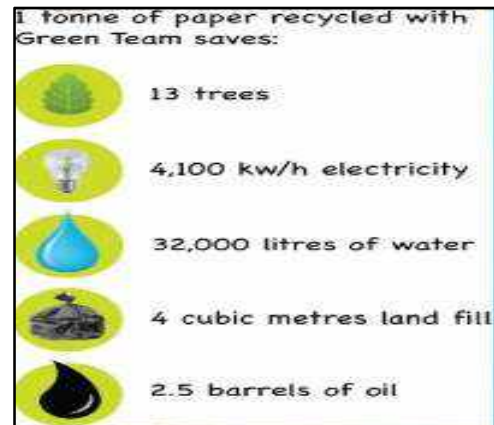 1 tonne of paper recycled with
Green Team saves:
13 trees
4,100 kw/h electricity
32,000 litres of water
4 cubic metres land fill
2.5 barrels of oil